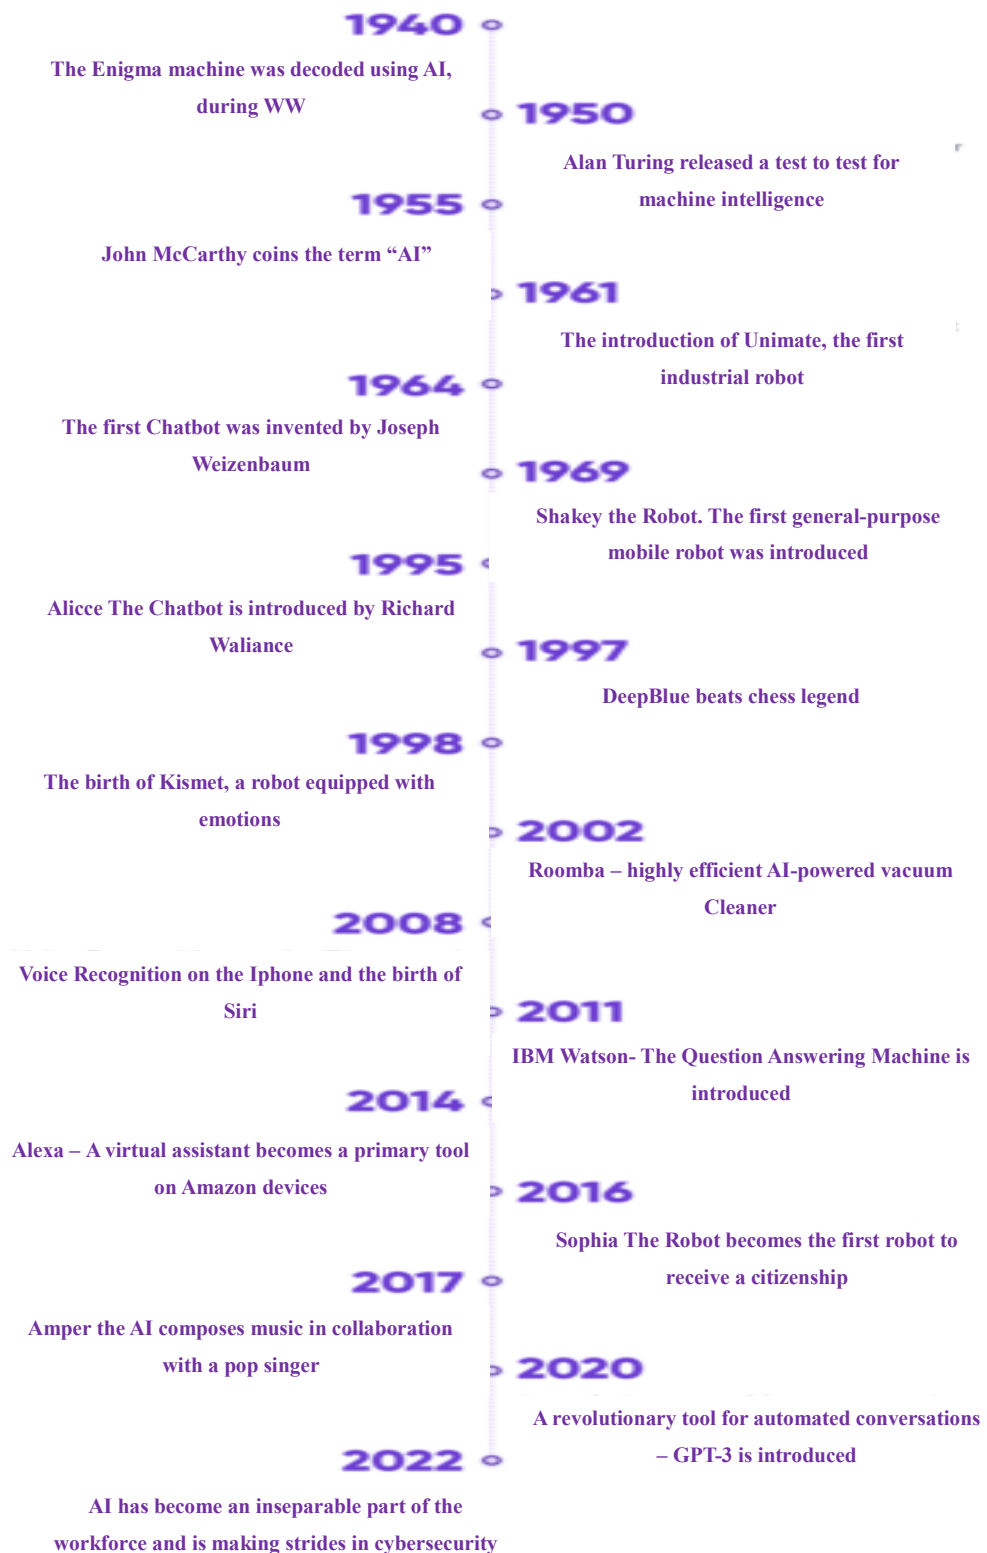 1940
The Enigma machine was decoded using AI,
during WW
1950
Alan Turing released a test to test for
machine intelligence
1955
John McCarthy coins the term “AI”
1961
The introduction of Unimate, the first
industrial robot
1964
The first Chatbot was invented by Joseph
Weizenbaum
1969
Shakey the Robot. The first general-purpose
mobile robot was introduced
1995
Alicce The Chatbot is introduced by Richard
Waliance
1997
DeepBlue beats chess legend
1998
The birth of Kismet, a robot equipped with
emotions
2002
Roomba – highly efficient AI-powered vacuum
Cleaner
2008
Voice Recognition on the Iphone and the birth of
Siri
2011
IBM Watson- The Question Answering Machine is
introduced
2014
Alexa – A virtual assistant becomes a primary tool
on Amazon devices
2016
Sophia The Robot becomes the first robot to
receive a citizenship
2017
Amper the AI composes music in collaboration
with a pop singer
2020
A revolutionary tool for automated conversations
– GPT-3 is introduced
2022
AI has become an inseparable part of the
workforce and is making strides in cybersecurity